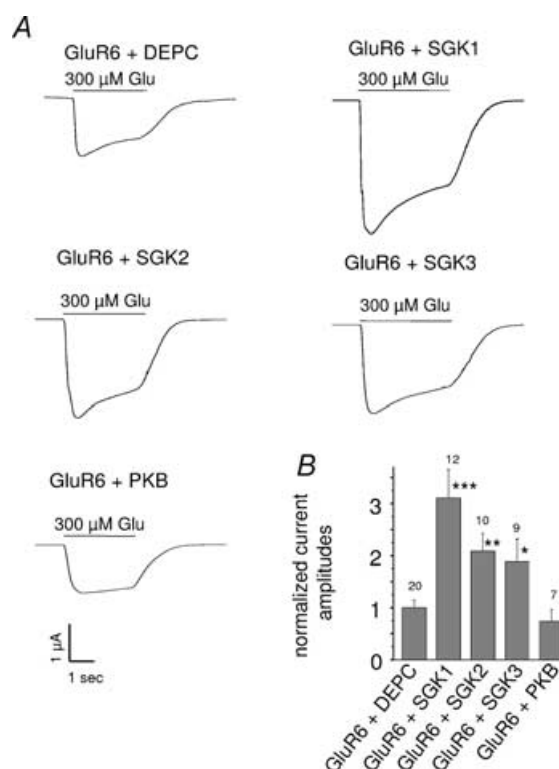 A
GluR6 + DEPC
300 µM Glu
GluR6 + SGK1
300 µM Glu
GluR6 + SGK2
300 µM Glu
GluR6 + SGK3
300 µM Glu
GluR6 + PKB
300 µM Glu
1 µA
1 sec
B
normalized current
amplitudes
3
2
1
0
20
12
***
10
**
9
*
7
GluR6 + DEPC
GluR6 + SGK1
GluR6 + SGK2
GluR6 + SGK3
GluR6 + PKB